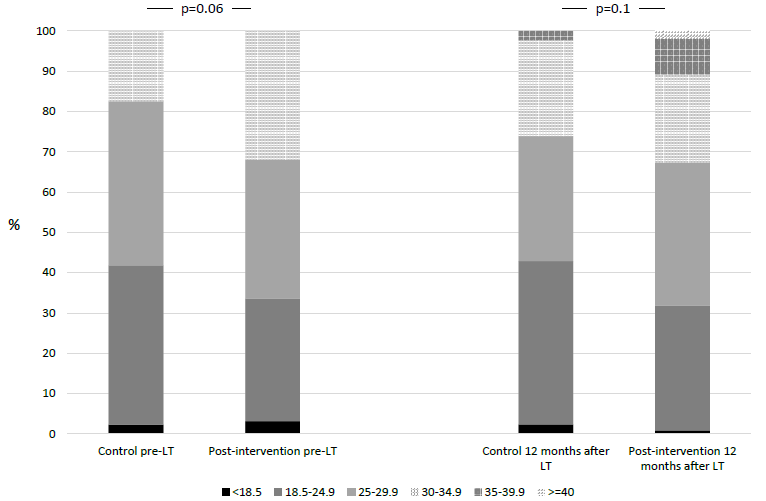 p=0.06
p=0.1
100
90
80
70
60
50
40
30
20
10
0
%
Control pre-LT
Post-intervention pre-LT
Control 12 months after
LT
Post-intervention 12
months after LT
<18.5
18.5-24.9
25-29.9
30-34.9
35-39.9
>=40